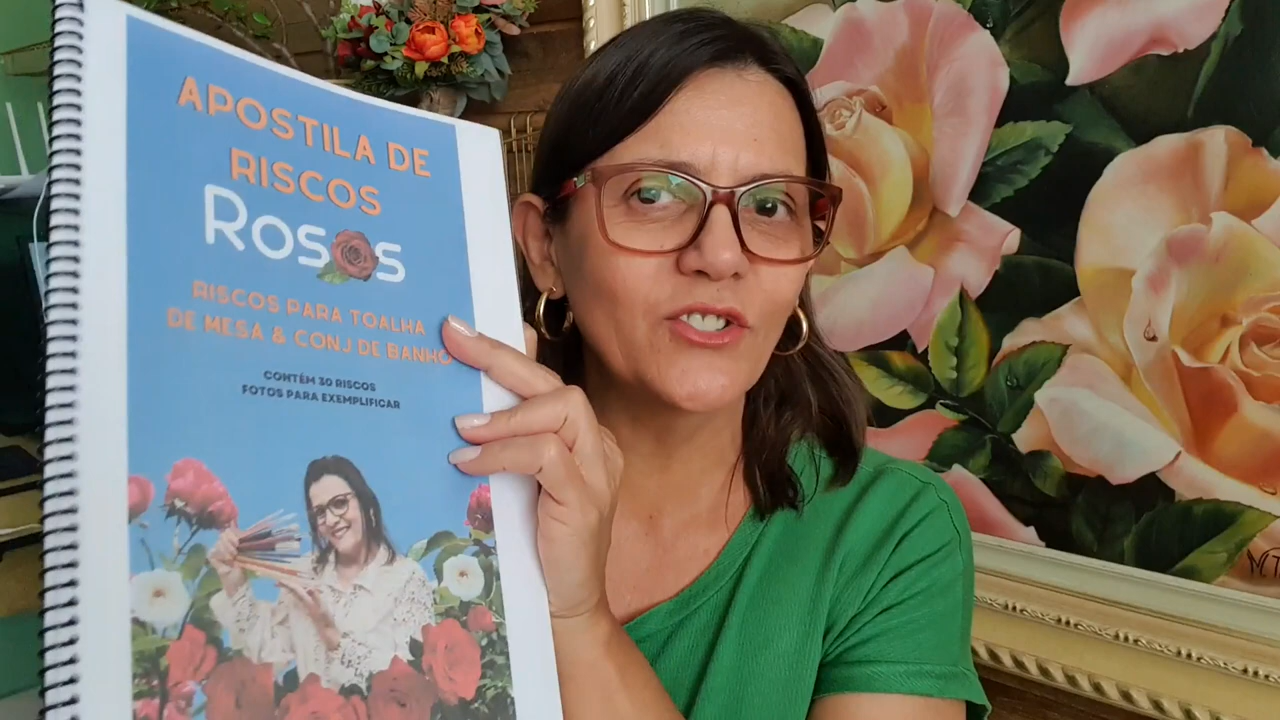 APOSTILA DE
RISCOS
ROSAS
RISCOS PARA TOALHA
DE MESA & CONJ DE BANHO
CONTÉM 30 RISCOS
FOTOS PARA EXEMPLIFICAR